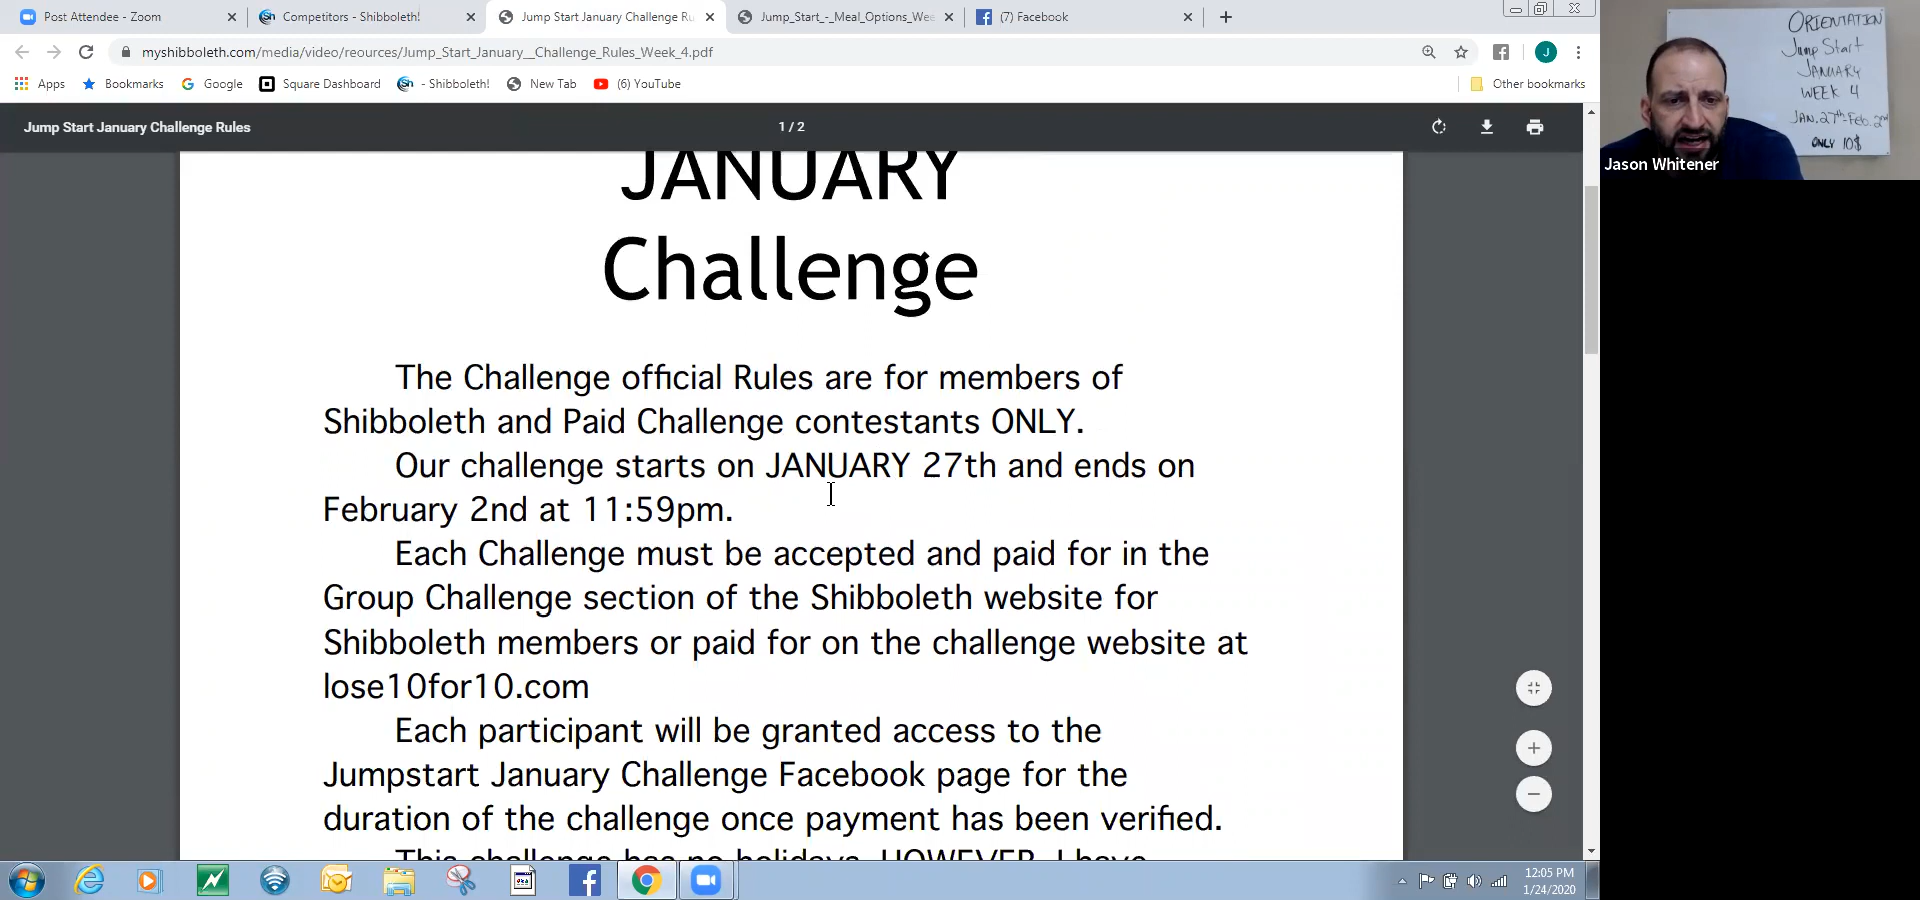 Post Attendee - Zoom
Competitors - Shibboleth!
Jump Start January Challenge Ru
Jump_Start_-_Meal_Options_Wee
(7) Facebook
myshibboleth.com/media/video/reources/Jump_Start_January__Challenge_Rules_Week_4.pdf
J
Apps
Bookmarks
Google
Square Dashboard
- Shibboleth!
New Tab
(6) YouTube
Other bookmarks
Jump Start January Challenge Rules
1 / 2
JANUARY
Challenge
The Challenge official Rules are for members of
Shibboleth and Paid Challenge contestants ONLY.
Our challenge starts on JANUARY 27th and ends on
February 2nd at 11:59pm.
Each Challenge must be accepted and paid for in the
Group Challenge section of the Shibboleth website for
Shibboleth members or paid for on the challenge website at
lose10for10.com
Each participant will be granted access to the
Jumpstart January Challenge Facebook page for the
duration of the challenge once payment has been verified.
This challenge has no holidays. HOWEVER, I have
ORIENTATION
Jump Start
JANUARY
WEEK 4
JAN.27th-Feb.2nd
ONLY 10$
Jason Whitener
12:05 PM
1/24/2020